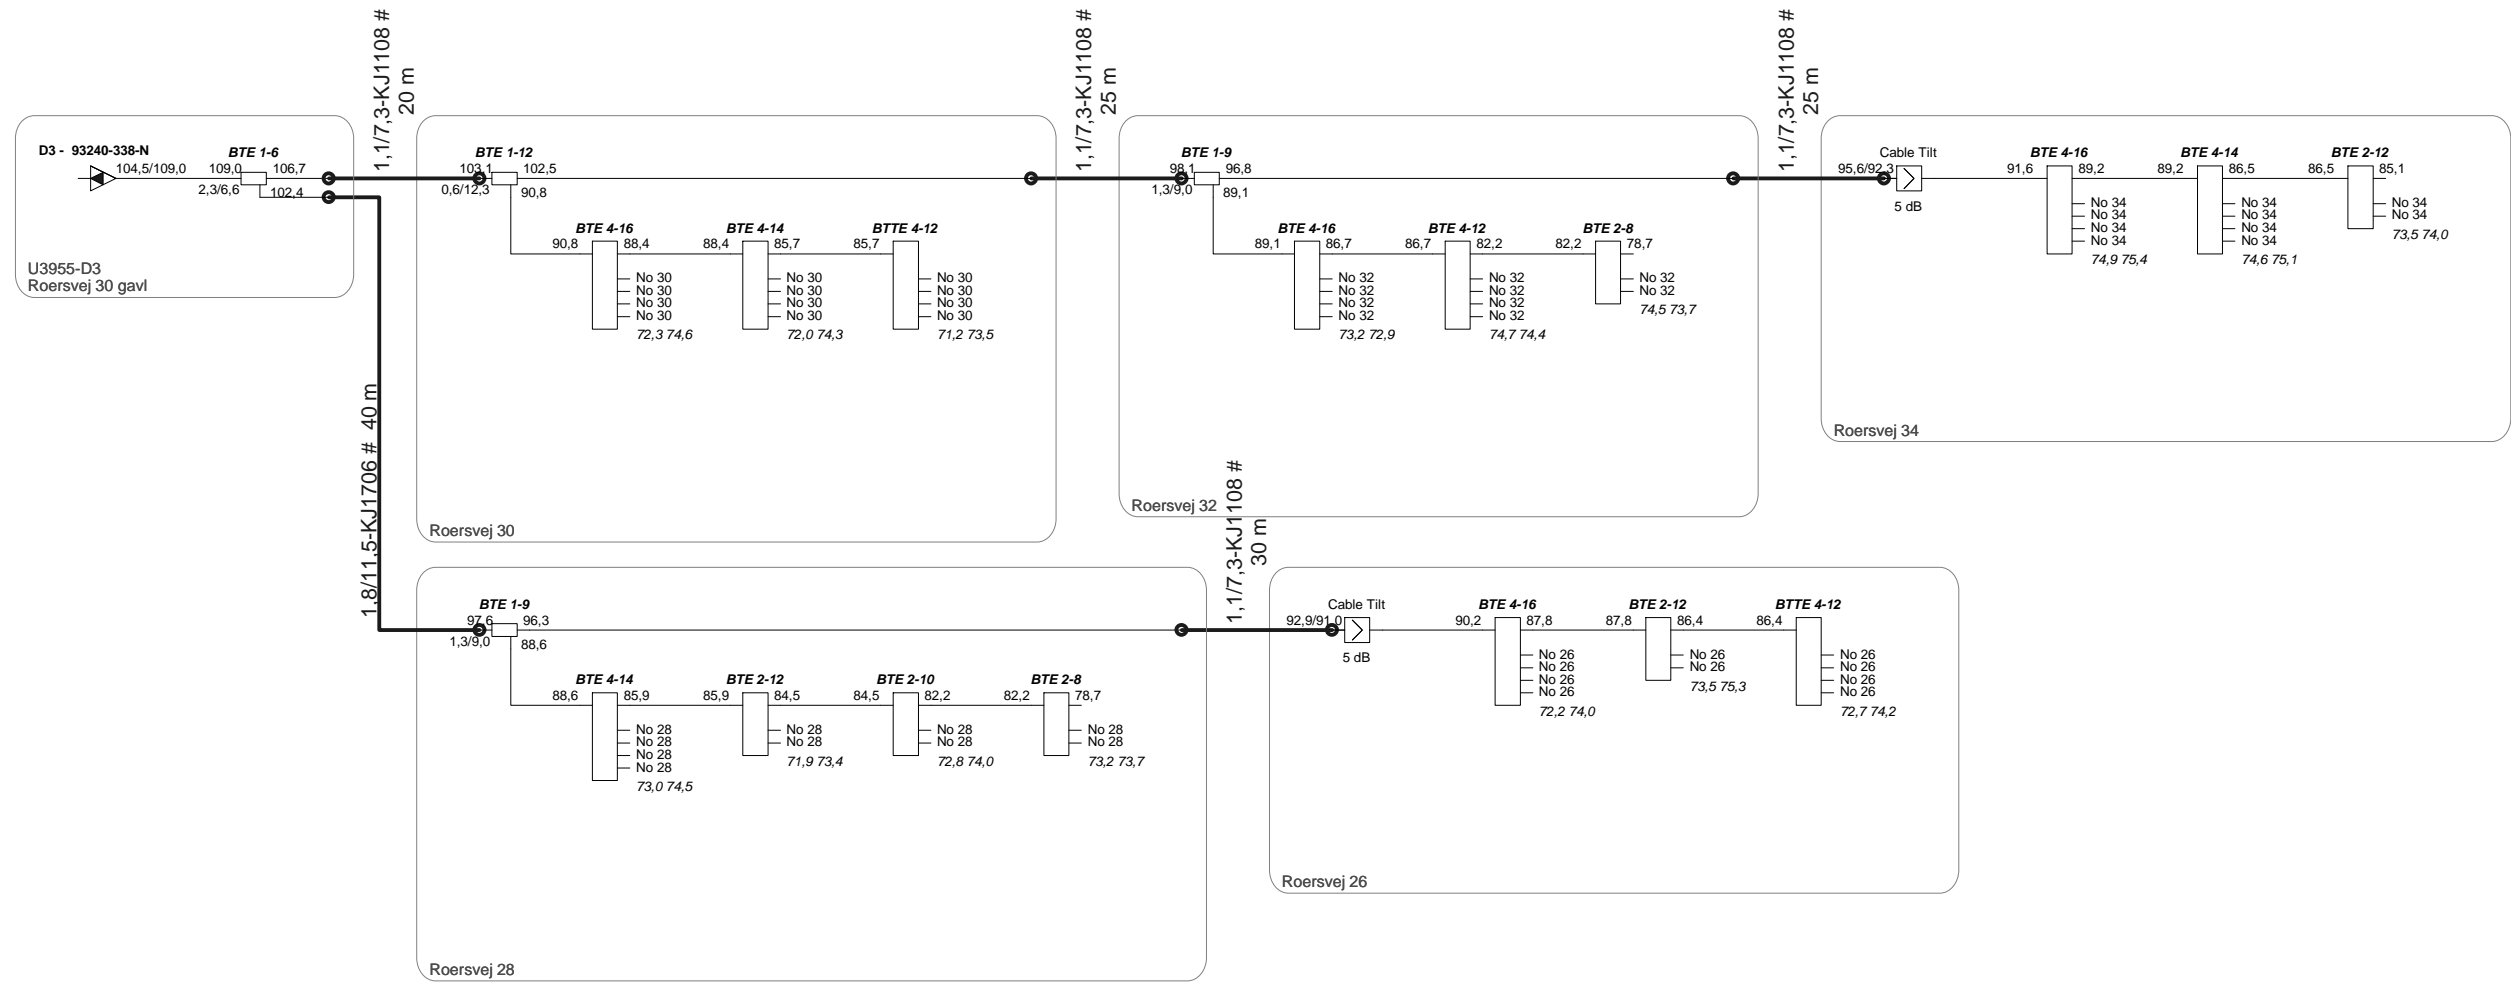 1,1/7,3-KJ1108 #
20 m
1,1/7,3-KJ1108 #
25 m
1,1/7,3-KJ1108 #
25 m
D3 - 93240-338-N
104,5/109,0
BTE 1-6
109,0
106,7
2,3/6,6
102,4
U3955-D3
Roersvej 30 gavl
BTE 1-12
103,1
102,5
0,6/12,3
90,8
BTE 4-16
90,8
88,4
No 30
No 30
No 30
No 30
72,3 74,6
BTE 4-14
88,4
85,7
No 30
No 30
No 30
No 30
72,0 74,3
BTTE 4-12
85,7
No 30
No 30
No 30
No 30
71,2 73,5
Roersvej 30
BTE 1-9
98,1
96,8
1,3/9,0
89,1
BTE 4-16
89,1
86,7
No 32
No 32
No 32
No 32
73,2 72,9
BTE 4-12
86,7
82,2
No 32
No 32
No 32
No 32
74,7 74,4
BTE 2-8
82,2
78,7
No 32
No 32
74,5 73,7
Roersvej 32
Cable Tilt
95,6/92,3
5 dB
BTE 4-16
91,6
89,2
No 34
No 34
No 34
No 34
74,9 75,4
BTE 4-14
89,2
86,5
No 34
No 34
No 34
No 34
74,6 75,1
BTE 2-12
86,5
85,1
No 34
No 34
73,5 74,0
Roersvej 34
1,8/11,5-KJ1706 # 40 m
BTE 1-9
97,6
96,3
1,3/9,0
88,6
BTE 4-14
88,6
85,9
No 28
No 28
No 28
No 28
73,0 74,5
BTE 2-12
85,9
84,5
No 28
No 28
71,9 73,4
BTE 2-10
84,5
82,2
No 28
No 28
72,8 74,0
BTE 2-8
82,2
78,7
No 28
No 28
73,2 73,7
Roersvej 28
1,1/7,3-KJ1108 #
30 m
Cable Tilt
92,9/91,0
5 dB
BTE 4-16
90,2
87,8
No 26
No 26
No 26
No 26
72,2 74,0
BTE 2-12
87,8
86,4
No 26
No 26
73,5 75,3
BTTE 4-12
86,4
No 26
No 26
No 26
No 26
72,7 74,2
Roersvej 26